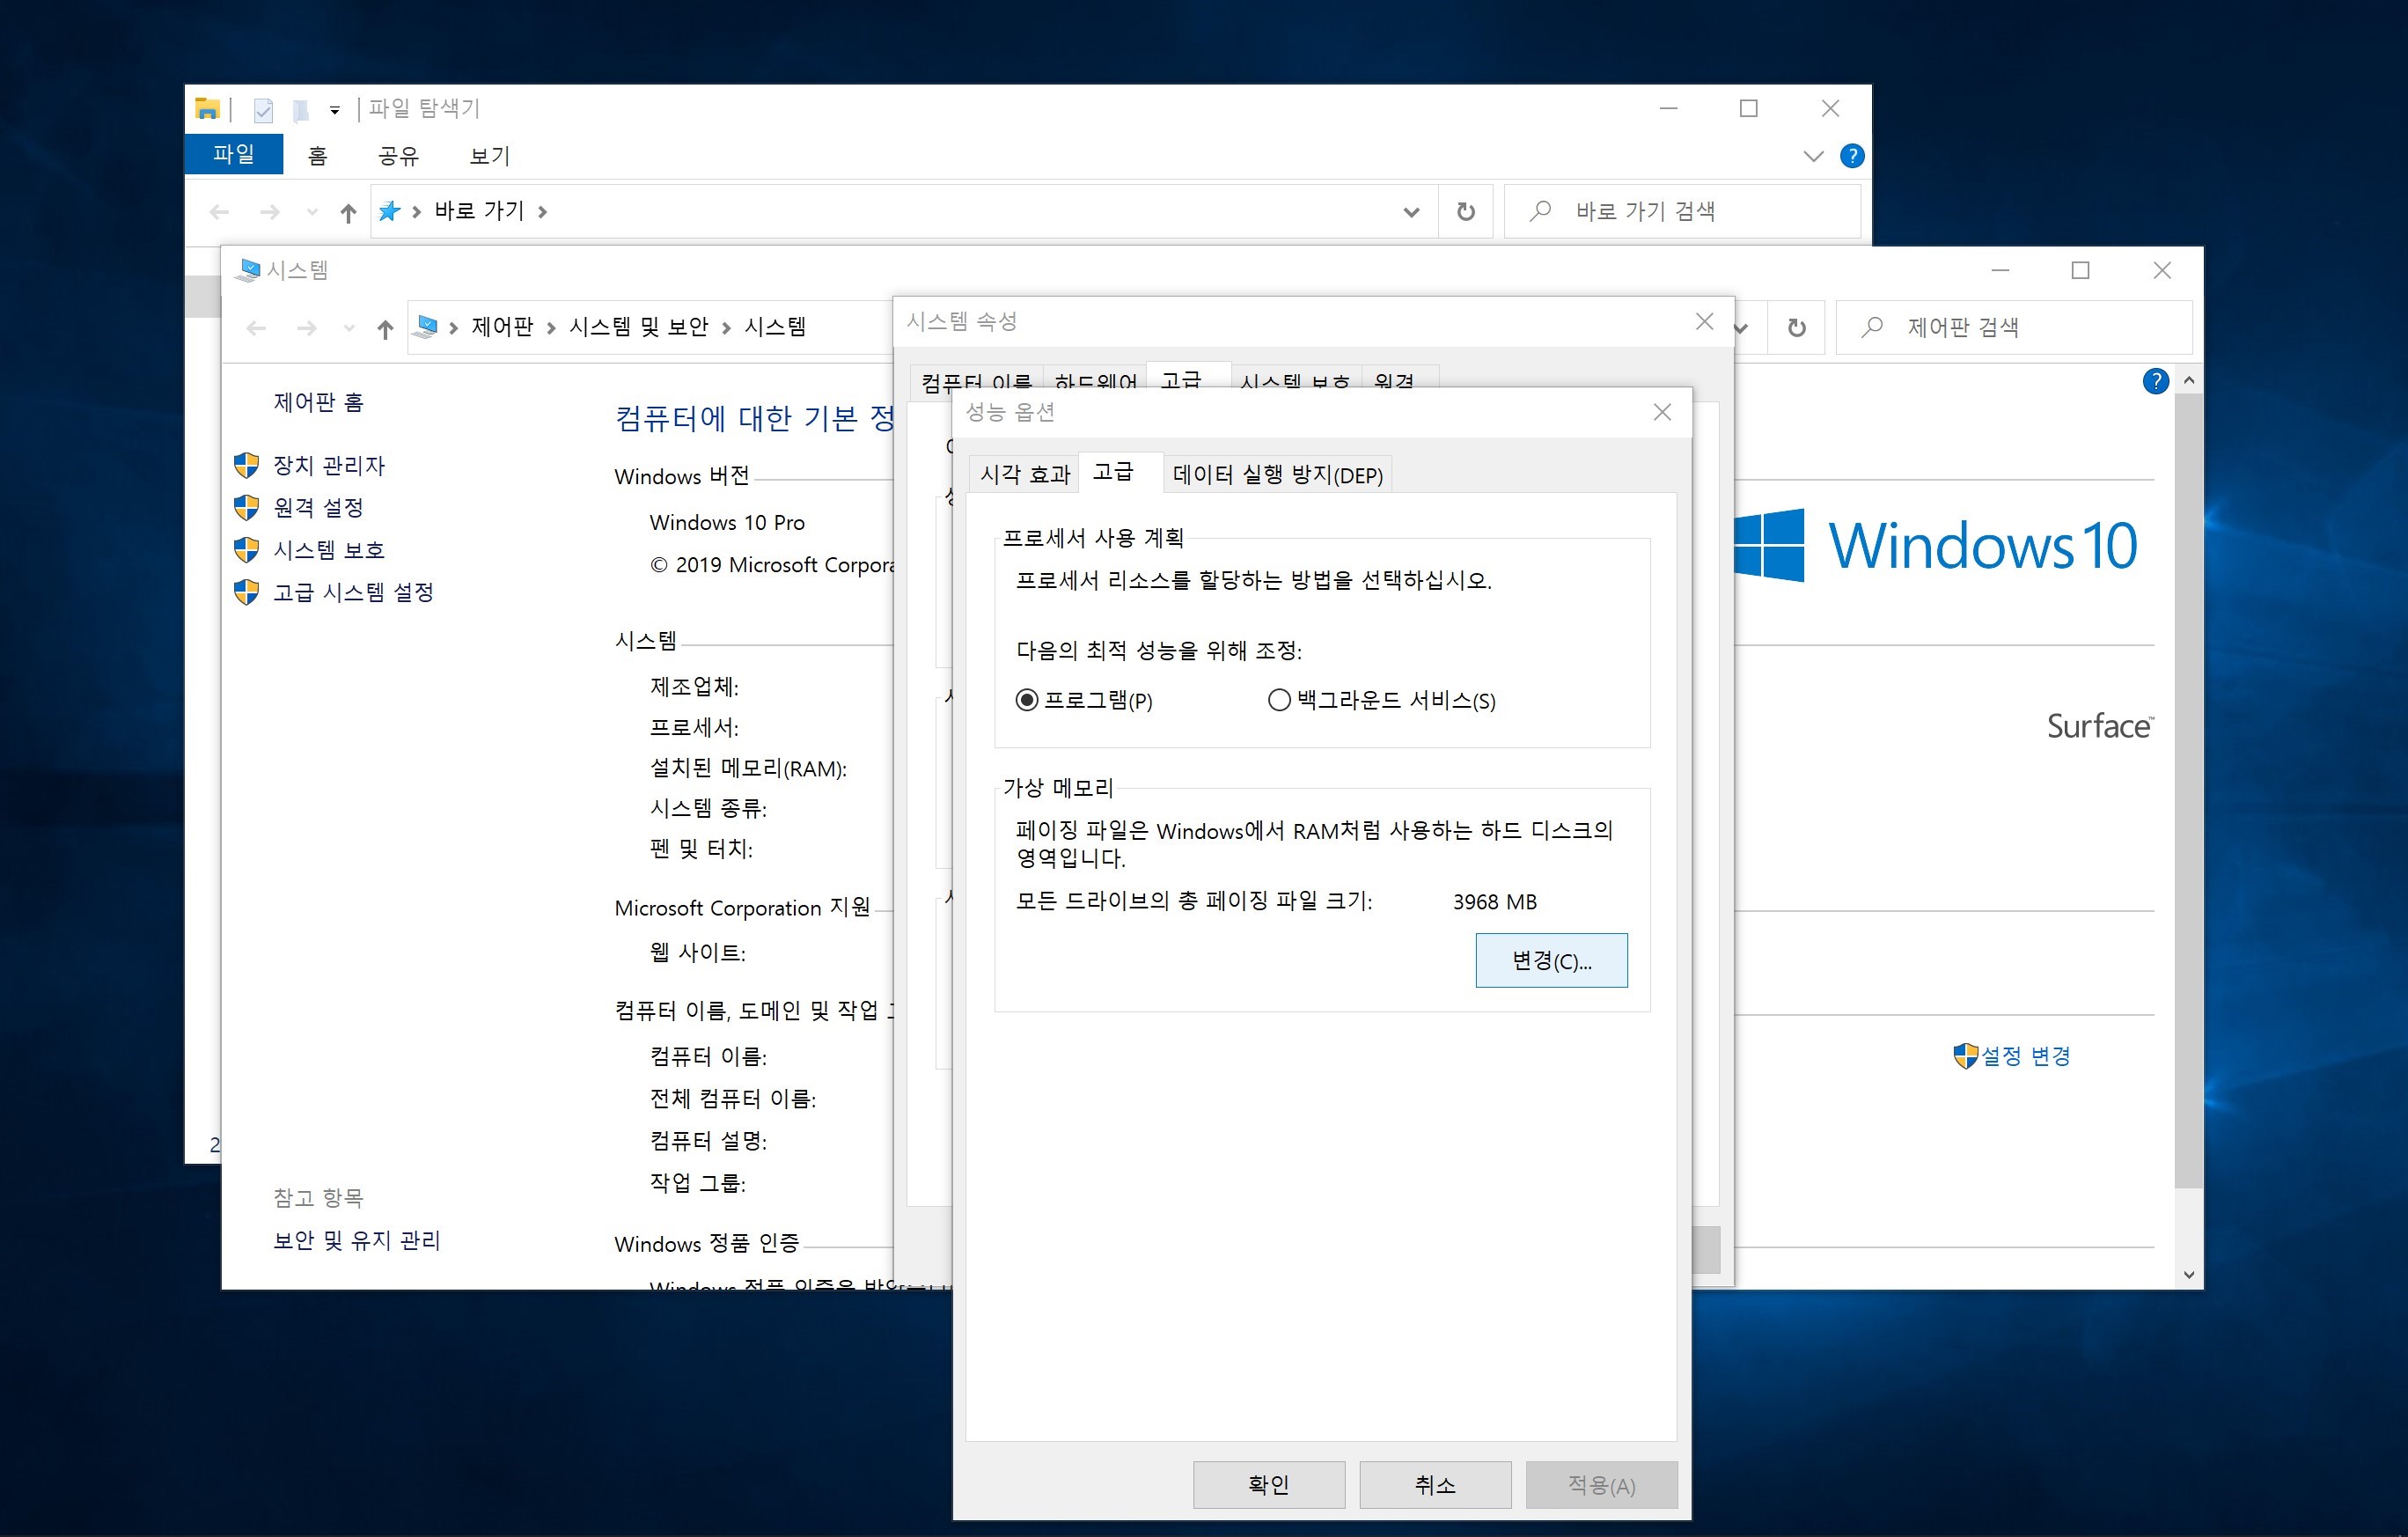 파일 탐색기
파일 홈 공유 보기
바로 가기
바로 가기 검색
시스템
제어판 시스템 및 보안 시스템
제어판 검색
제어판 홈
장치 관리자
원격 설정
시스템 보호
고급 시스템 설정
참고 항목
보안 및 유지 관리
컴퓨터에 대한 기본 정
Windows 버전
Windows 10 Pro
© 2019 Microsoft Corpora
시스템
제조업체:
프로세서:
설치된 메모리(RAM):
시스템 종류:
펜 및 터치:
Microsoft Corporation 지원
웹 사이트:
컴퓨터 이름, 도메인 및 작업
컴퓨터 이름:
전체 컴퓨터 이름:
컴퓨터 설명:
작업 그룹:
Windows 정품 인증
Windows 정품 인증을
Windows 10
Surface™
설정 변경
시스템 속성
컴퓨터 이름 하드웨어 고급 시스템 보호 원격
성능 옵션
시각 효과 고급 데이터 실행 방지(DEP)
프로세서 사용 계획
프로세서 리소스를 할당하는 방법을 선택하십시오.
다음의 최적 성능을 위해 조정:
프로그램(P) 백그라운드 서비스(S)
가상 메모리
페이징 파일은 Windows에서 RAM처럼 사용하는 하드 디스크의
영역입니다.
모든 드라이브의 총 페이징 파일 크기: 3968 MB
변경(C)...
확인 취소 적용(A)
2